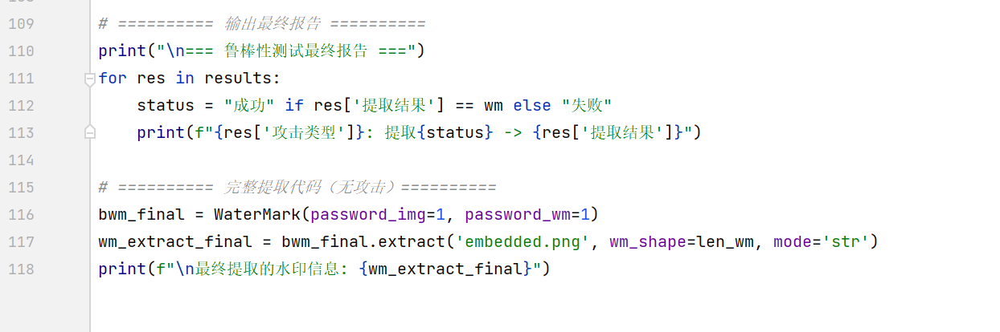 109 # ========== 输出最终报告 ==========
110 print("\n=== 鲁棒性测试最终报告 ===")
111 for res in results:
112     status = "成功" if res['提取结果'] == wm else "失败"
113     print(f"{res['攻击类型']}: 提取{status} -> {res['提取结果']}")
114
115 # ========== 完整提取代码（无攻击）==========
116 bwm_final = WaterMark(password_img=1, password_wm=1)
117 wm_extract_final = bwm_final.extract('embedded.png', wm_shape=len_wm, mode='str')
118 print(f"\n最终提取的水印信息: {wm_extract_final}")